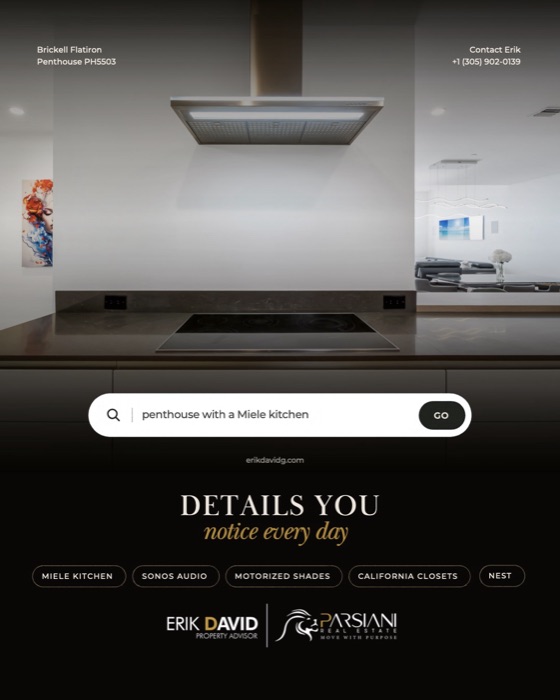 Brickell Flatiron
Penthouse PH5503
Contact Erik
+1 (305) 902-0139
penthouse with a Miele kitchen
GO
erikdavidg.com
DETAILS YOU
notice every day
MIELE KITCHEN
SONOS AUDIO
MOTORIZED SHADES
CALIFORNIA CLOSETS
NEST
ERIK DAVID
PROPERTY ADVISOR
PARSIANI
REAL ESTATE
MOVE WITH PURPOSE